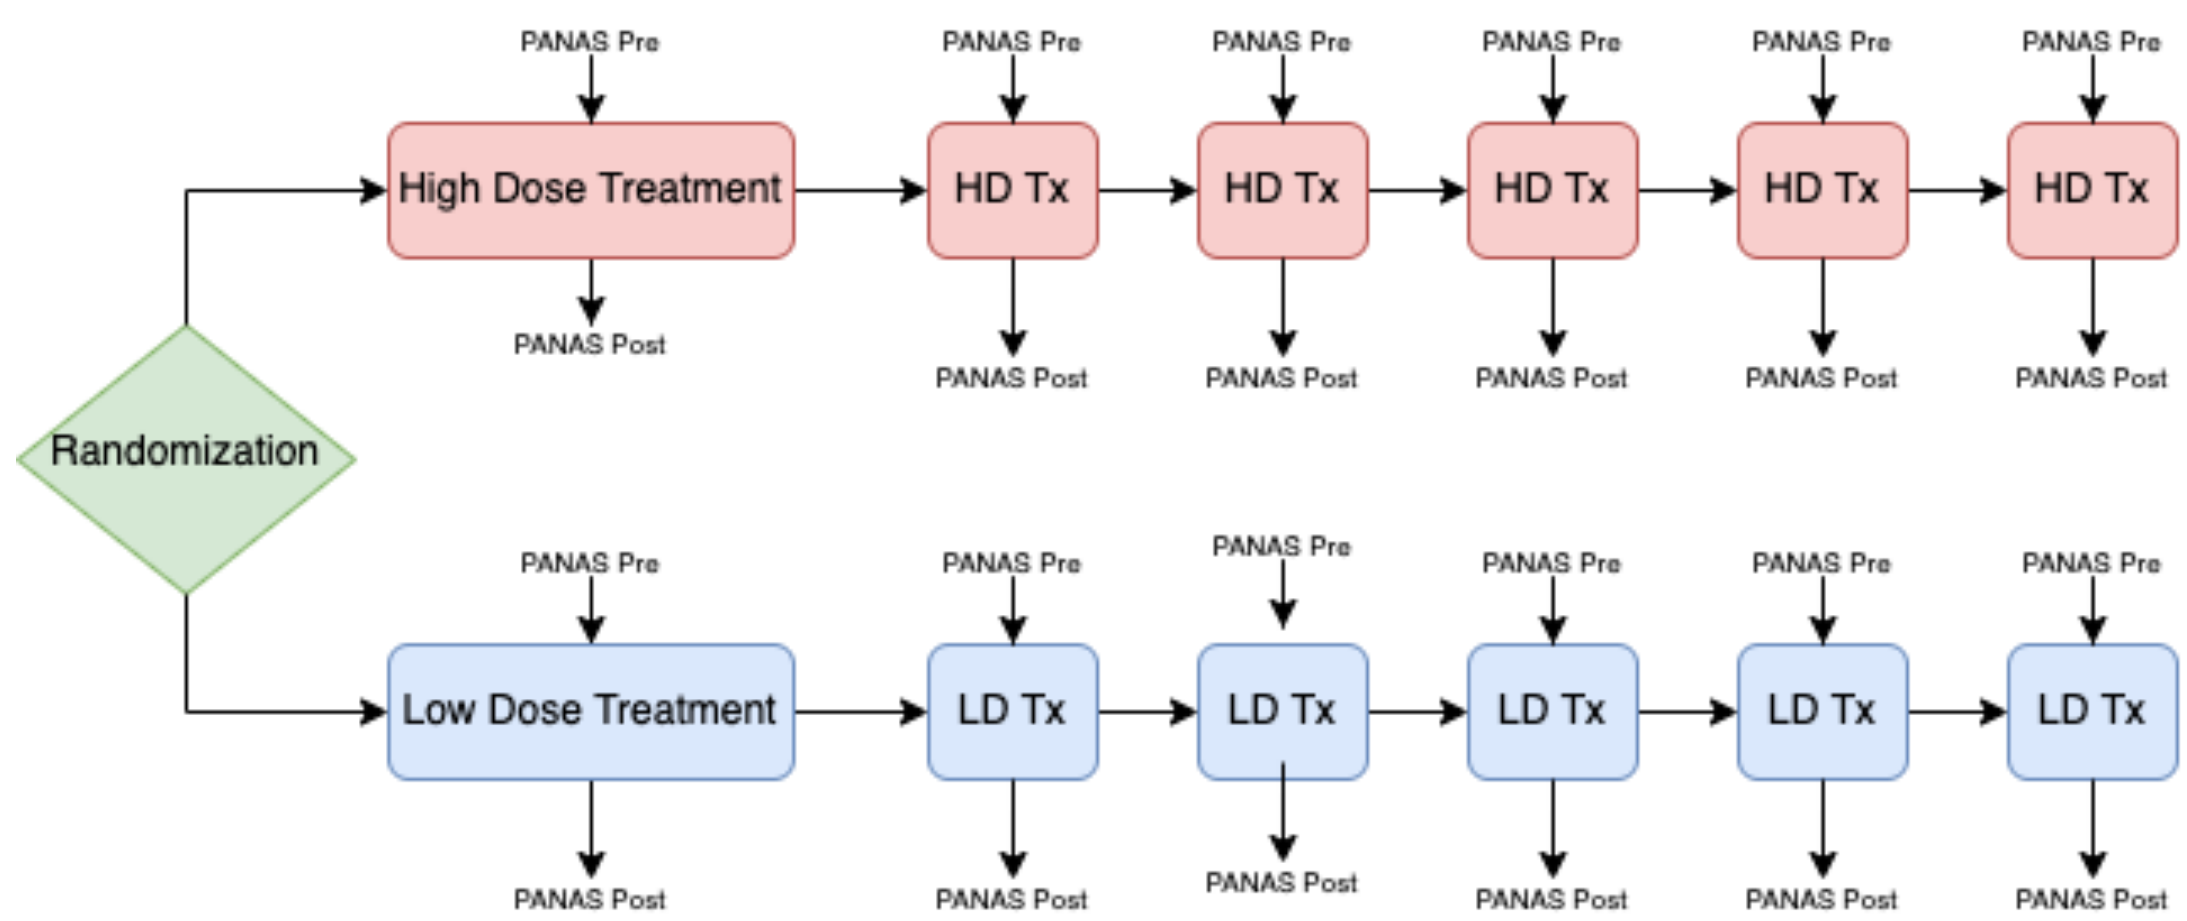 PANAS Pre PANAS Pre PANAS Pre PANAS Pre PANAS Pre PANAS Pre
High Dose Treatment HD Tx HD Tx HD Tx HD Tx HD Tx
PANAS Post PANAS Post PANAS Post PANAS Post PANAS Post PANAS Post
Randomization
PANAS Pre PANAS Pre PANAS Pre PANAS Pre PANAS Pre PANAS Pre
Low Dose Treatment LD Tx LD Tx LD Tx LD Tx LD Tx
PANAS Post PANAS Post PANAS Post PANAS Post PANAS Post PANAS Post